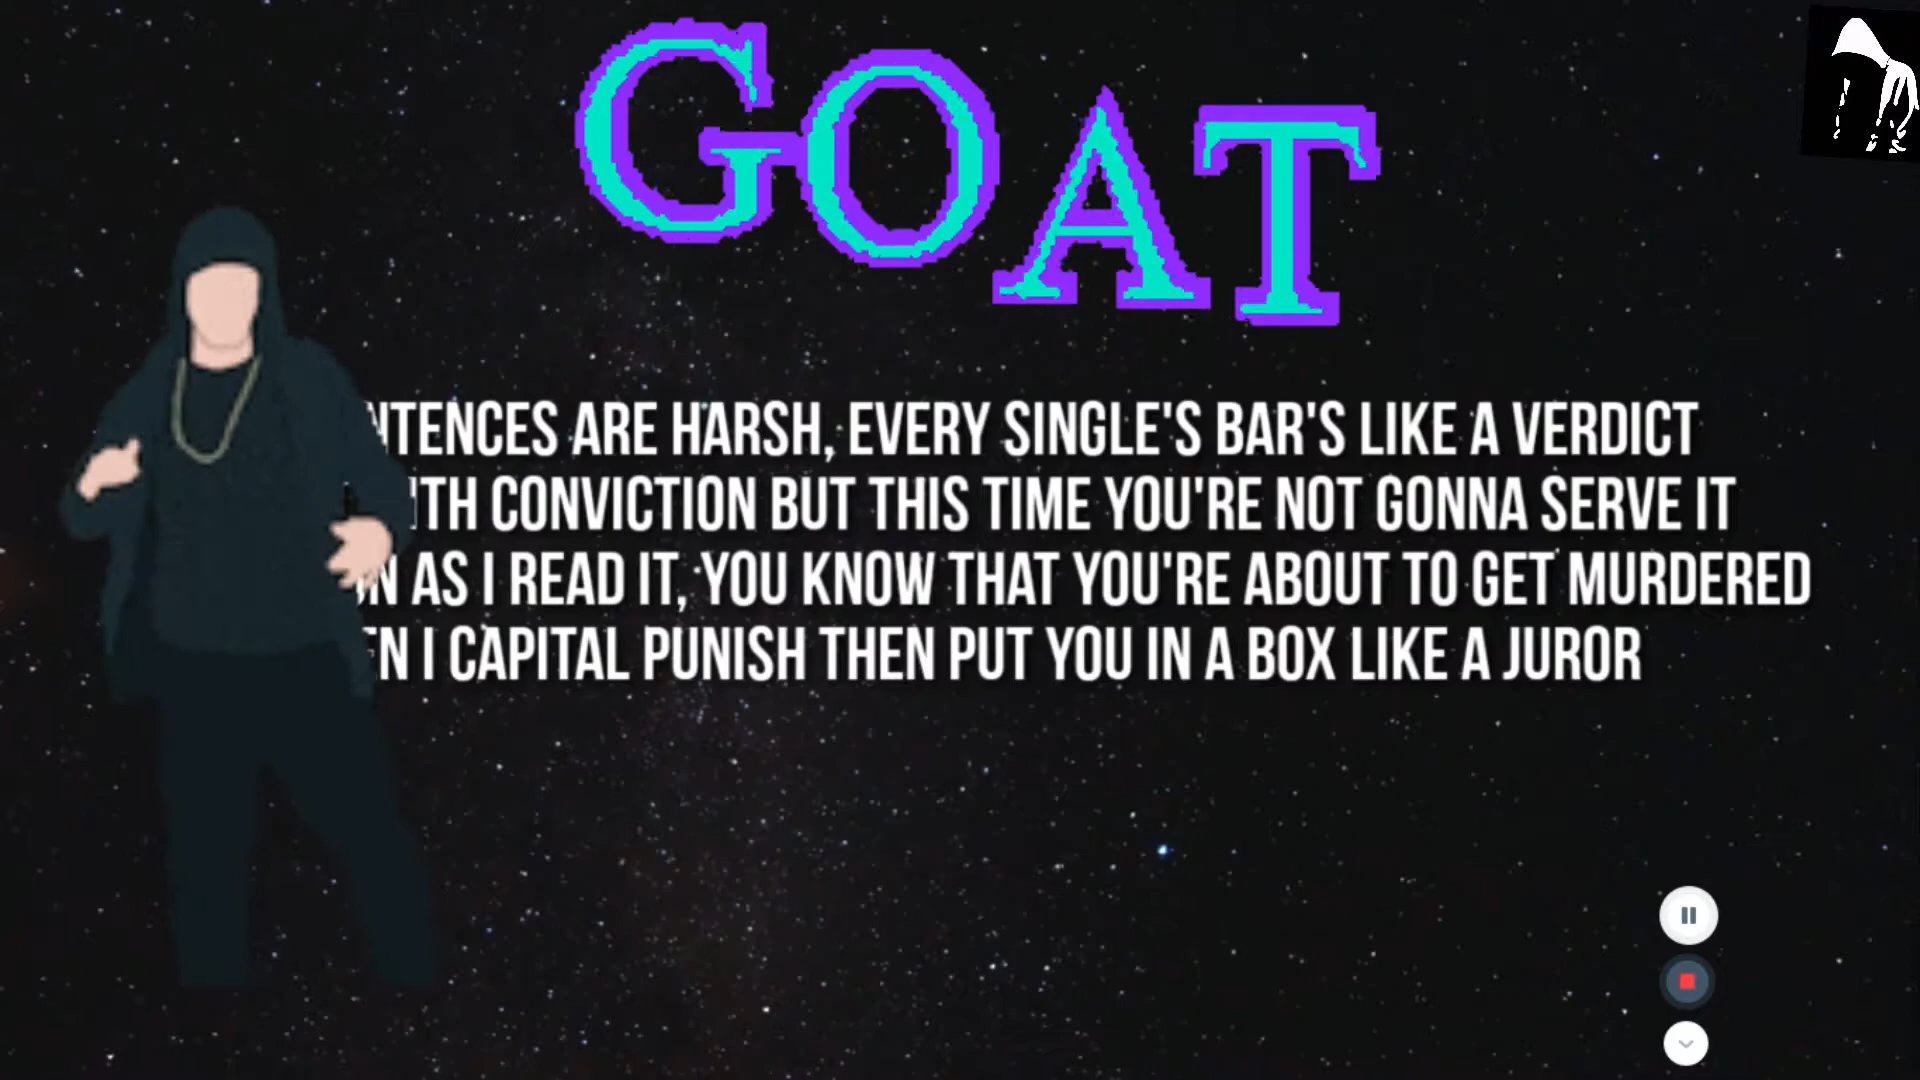 GOAT
NTENCES ARE HARSH, EVERY SINGLE'S BAR'S LIKE A VERDICT
ITH CONVICTION BUT THIS TIME YOU'RE NOT GONNA SERVE IT
N AS I READ IT, YOU KNOW THAT YOU'RE ABOUT TO GET MURDERED
EN I CAPITAL PUNISH THEN PUT YOU IN A BOX LIKE A JUROR